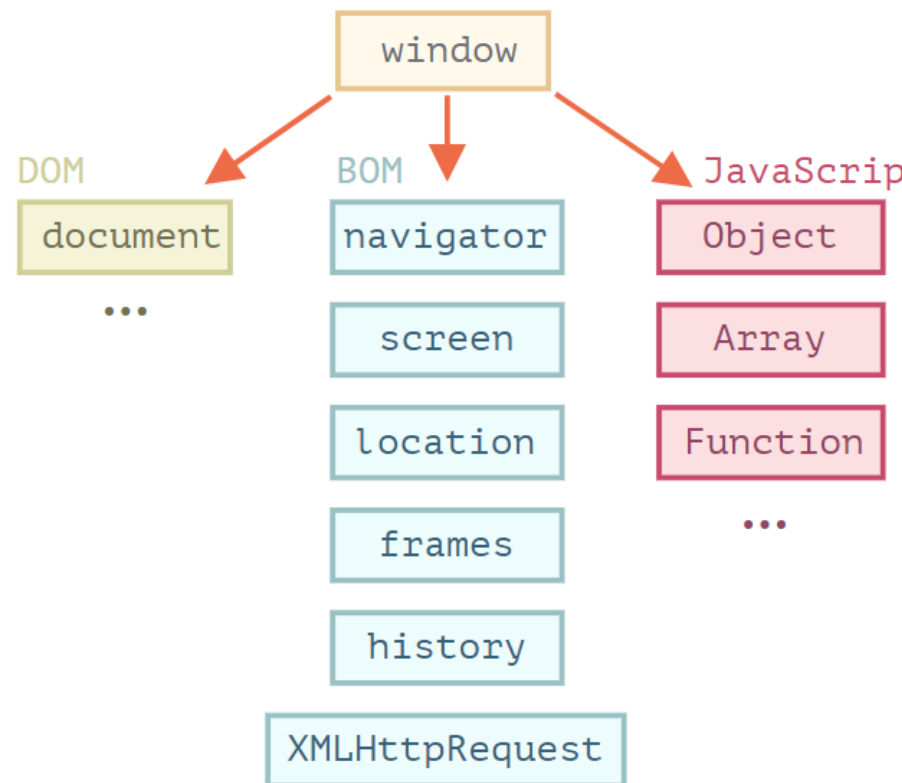 window
DOM
BOM
JavaScrip
document
navigator
Object
...
screen
Array
location
Function
frames
...
history
XMLHttpRequest